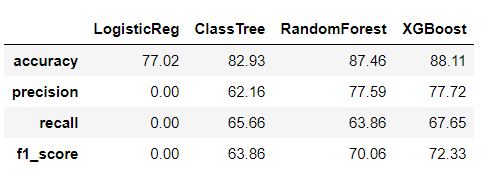 LogisticReg ClassTree RandomForest XGBoost
accuracy 77.02 82.93 87.46 88.11
precision 0.00 62.16 77.59 77.72
recall 0.00 65.66 63.86 67.65
f1_score 0.00 63.86 70.06 72.33